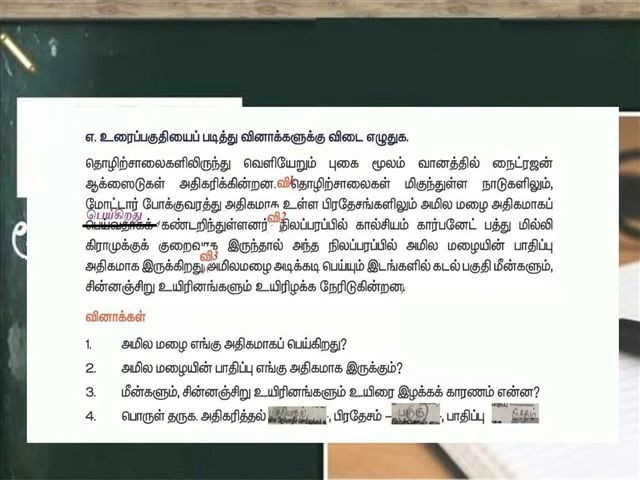 எ. உரைப்பகுதியைப் படித்து வினாக்களுக்கு விடை எழுதுக.
தொழிற்சாலைகளிலிருந்து வெளியேறும் புகை மூலம் வானத்தில் நைட்ரஜன்
ஆக்ஸைடுகள் அதிகரிக்கின்றன. வி1 தொழிற்சாலைகள் மிகுந்துள்ள நாடுகளிலும்,
மோட்டார் போக்குவரத்து அதிகமாக உள்ள பிரதேசங்களிலும் அமில மழை அதிகமாகப்
பெய்கிறது வி2
பெய்வதாகக் கண்டறிந்துள்ளனர். நிலப்பரப்பில் கால்சியம் கார்பனேட் பத்து மில்லி
கிராமுக்குக் குறைவாக இருந்தால் அந்த நிலப்பரப்பில் அமில மழையின் பாதிப்பு
வி3
அதிகமாக இருக்கிறது. அமிலமழை அடிக்கடி பெய்யும் இடங்களில் கடல் பகுதி மீன்களும்,
சின்னஞ்சிறு உயிரினங்களும் உயிரிழக்க நேரிடுகின்றன.
வினாக்கள்
1. அமில மழை எங்கு அதிகமாகப் பெய்கிறது?
2. அமில மழையின் பாதிப்பு எங்கு அதிகமாக இருக்கும்?
3. மீன்களும், சின்னஞ்சிறு உயிரினங்களும் உயிரை இழக்கக் காரணம் என்ன?
4. பொருள் தருக. அதிகரித்தல் -, பிரதேசம் – பகுதி -, பாதிப்பு சேதம்